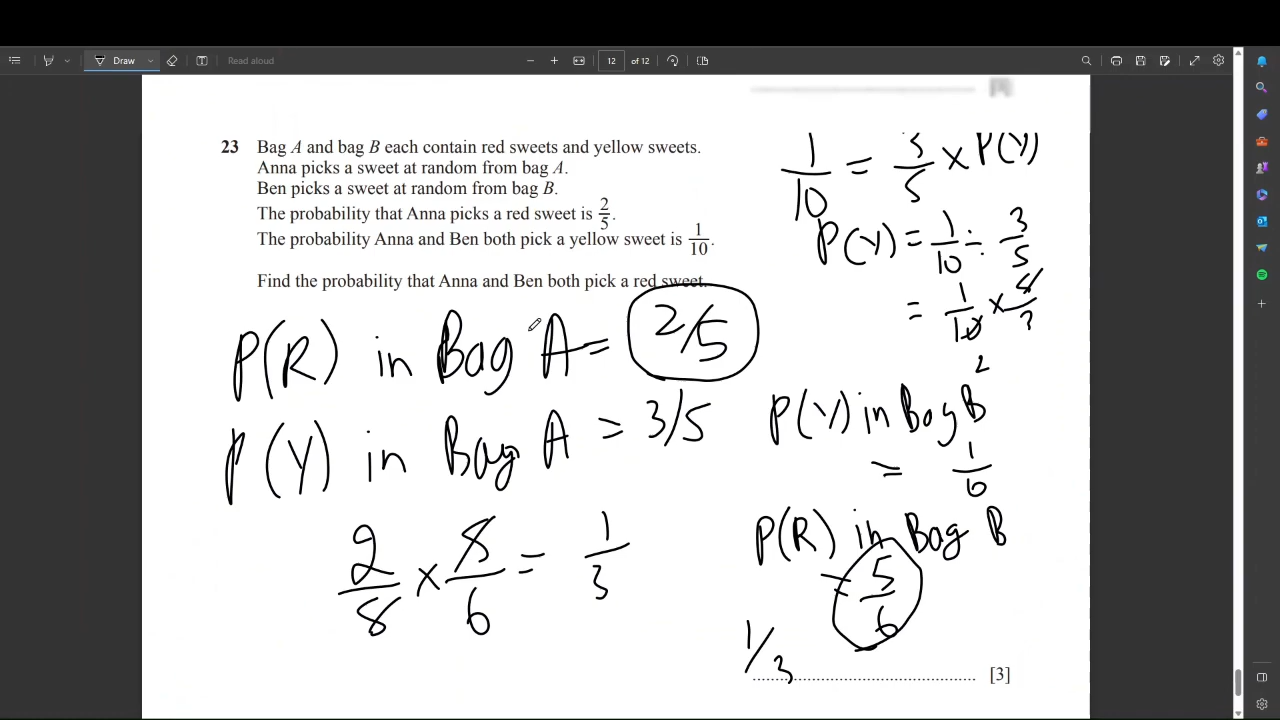 Draw
Read aloud
12 of 12
23 Bag A and bag B each contain red sweets and yellow sweets.
Anna picks a sweet at random from bag A.
Ben picks a sweet at random from bag B.
The probability that Anna picks a red sweet is 2/5.
The probability Anna and Ben both pick a yellow sweet is 1/10.
Find the probability that Anna and Ben both pick a red sweet.
P(R) in Bag A = 2/5
P(Y) in Bag A = 3/5
2/5 × 5/6 = 1/3
1/10 = 3/5 × P(Y)
P(Y) = 1/10 ÷ 3/5
= 1/10 × 5/3
2
P(Y) in Bag B
= 1/6
P(R) in Bag B
= 5/6
1/3
[3]